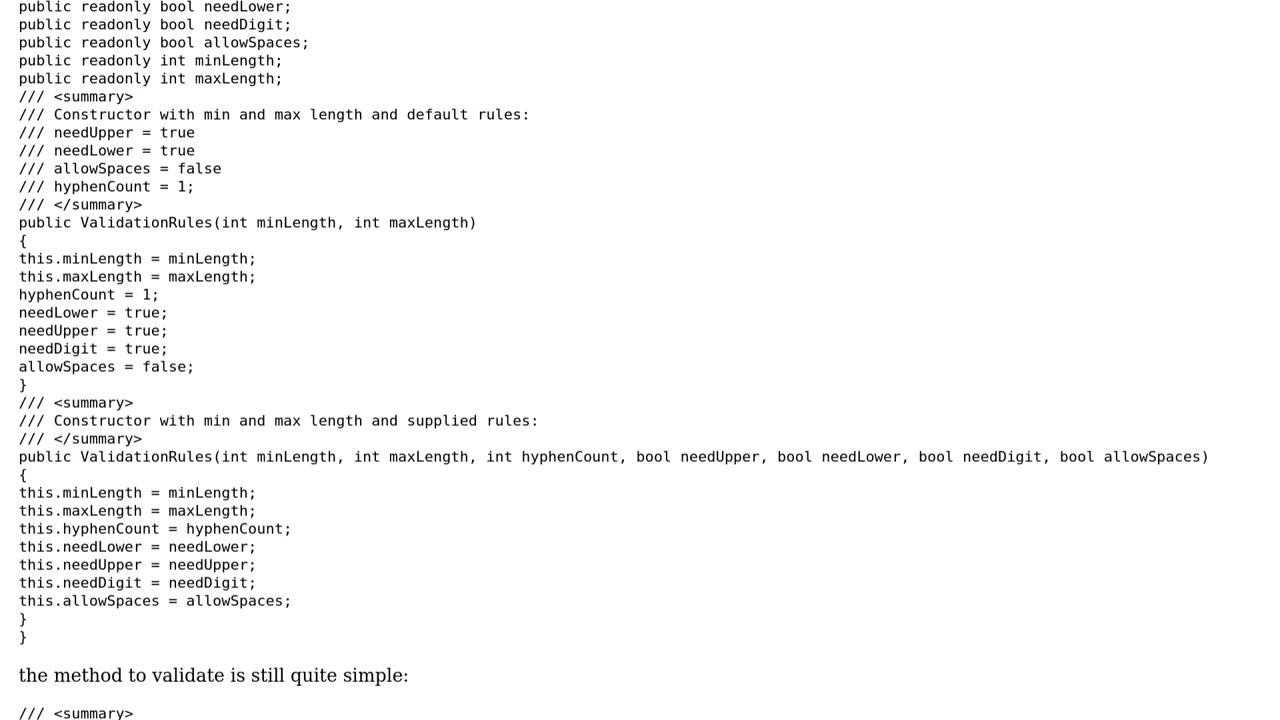 public readonly bool needLower;
public readonly bool needDigit;
public readonly bool allowSpaces;
public readonly int minLength;
public readonly int maxLength;
/// <summary>
/// Constructor with min and max length and default rules:
/// needUpper = true
/// needLower = true
/// allowSpaces = false
/// hyphenCount = 1;
/// </summary>
public ValidationRules(int minLength, int maxLength)
{
this.minLength = minLength;
this.maxLength = maxLength;
hyphenCount = 1;
needLower = true;
needUpper = true;
needDigit = true;
allowSpaces = false;
}
/// <summary>
/// Constructor with min and max length and supplied rules:
/// </summary>
public ValidationRules(int minLength, int maxLength, int hyphenCount, bool needUpper, bool needLower, bool needDigit, bool allowSpaces)
{
this.minLength = minLength;
this.maxLength = maxLength;
this.hyphenCount = hyphenCount;
this.needLower = needLower;
this.needUpper = needUpper;
this.needDigit = needDigit;
this.allowSpaces = allowSpaces;
}
}
the method to validate is still quite simple:
/// <summary>